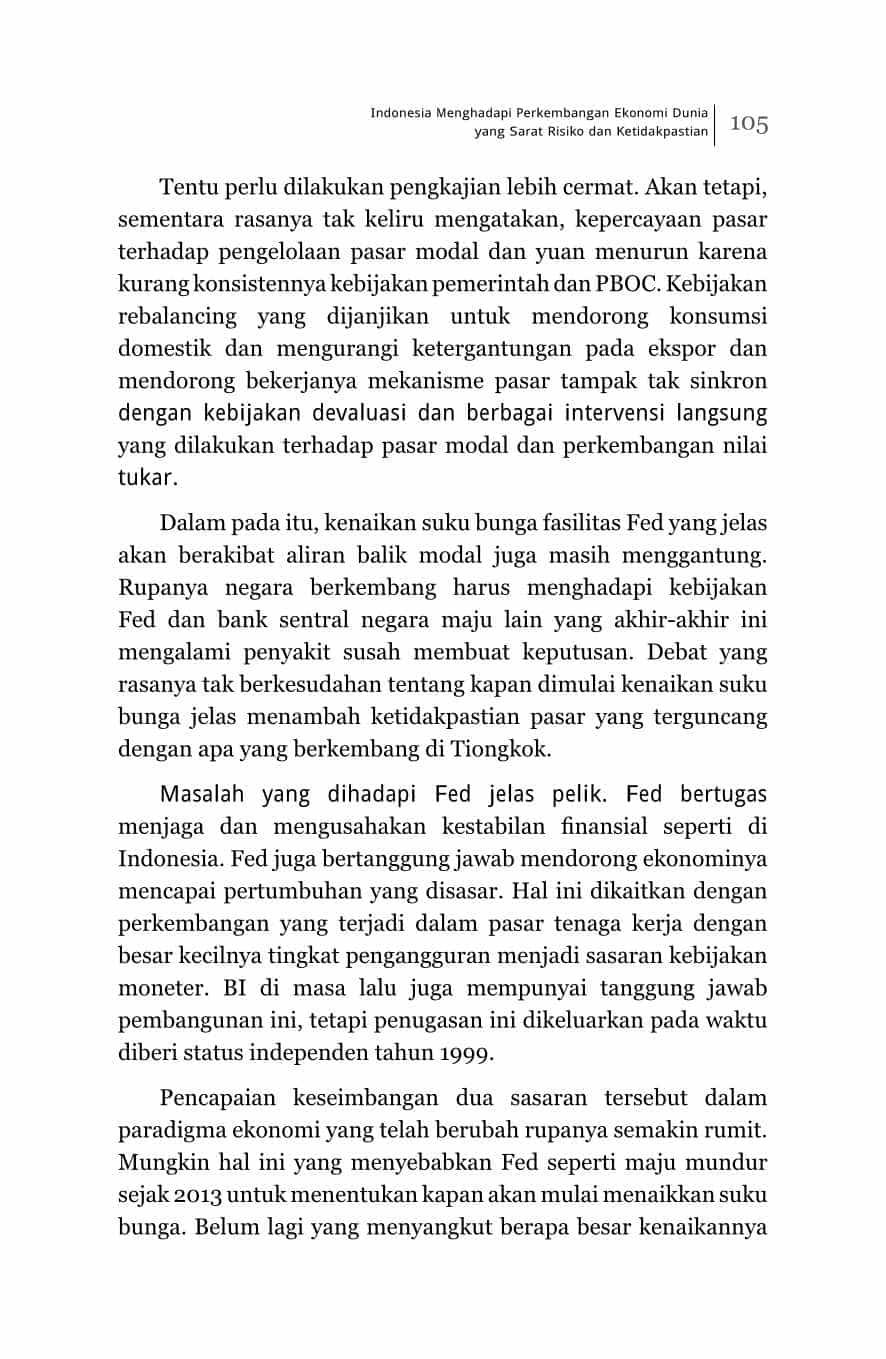 Indonesia Menghadapi Perkembangan Ekonomi Dunia
yang Sarat Risiko dan Ketidakpastian
105
Tentu perlu dilakukan pengkajian lebih cermat. Akan tetapi,
sementara rasanya tak keliru mengatakan, kepercayaan pasar
terhadap pengelolaan pasar modal dan yuan menurun karena
kurang konsistennya kebijakan pemerintah dan PBOC. Kebijakan
rebalancing yang dijanjikan untuk mendorong konsumsi
domestik dan mengurangi ketergantungan pada ekspor dan
mendorong bekerjanya mekanisme pasar tampak tak sinkron
dengan kebijakan devaluasi dan berbagai intervensi langsung
yang dilakukan terhadap pasar modal dan perkembangan nilai
tukar.
Dalam pada itu, kenaikan suku bunga fasilitas Fed yang jelas
akan berakibat aliran balik modal juga masih menggantung.
Rupanya negara berkembang harus menghadapi kebijakan
Fed dan bank sentral negara maju lain yang akhir-akhir ini
mengalami penyakit susah membuat keputusan. Debat yang
rasanya tak berkesudahan tentang kapan dimulai kenaikan suku
bunga jelas menambah ketidakpastian pasar yang terguncang
dengan apa yang berkembang di Tiongkok.
Masalah yang dihadapi Fed jelas pelik. Fed bertugas
menjaga dan mengusahakan kestabilan finansial seperti di
Indonesia. Fed juga bertanggung jawab mendorong ekonominya
mencapai pertumbuhan yang disasar. Hal ini dikaitkan dengan
perkembangan yang terjadi dalam pasar tenaga kerja dengan
besar kecilnya tingkat pengangguran menjadi sasaran kebijakan
moneter. BI di masa lalu juga mempunyai tanggung jawab
pembangunan ini, tetapi penugasan ini dikeluarkan pada waktu
diberi status independen tahun 1999.
Pencapaian keseimbangan dua sasaran tersebut dalam
paradigma ekonomi yang telah berubah rupanya semakin rumit.
Mungkin hal ini yang menyebabkan Fed seperti maju mundur
sejak 2013 untuk menentukan kapan akan mulai menaikkan suku
bunga. Belum lagi yang menyangkut berapa besar kenaikannya